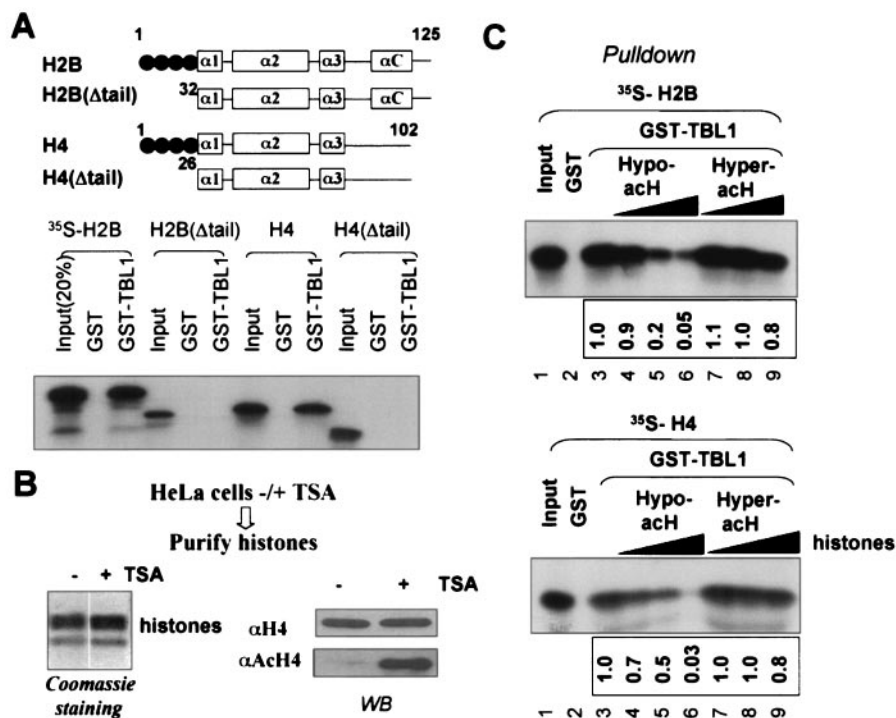 A
1 125
H2B α1 α2 α3 αC
H2B(Δtail) 32 α1 α2 α3 αC
1 102
H4 α1 α2 α3
H4(Δtail) 26 α1 α2 α3
³⁵S-H2B H2B(Δtail) H4 H4(Δtail)
Input(20%) GST GST-TBL1 Input GST GST-TBL1 Input GST GST-TBL1 Input GST GST-TBL1
B
HeLa cells -/+ TSA
Purify histones
- + TSA
histones
Coomassie staining
- + TSA
αH4
αAcH4
WB
C
Pulldown
³⁵S- H2B
GST-TBL1
Input GST Hypo-acH Hyper-acH
1.0 0.9 0.2 0.05 1.1 1.0 0.8
1 2 3 4 5 6 7 8 9
³⁵S- H4
GST-TBL1
Input GST Hypo-acH Hyper-acH
histones
1.0 0.7 0.5 0.03 1.0 1.0 0.8
1 2 3 4 5 6 7 8 9